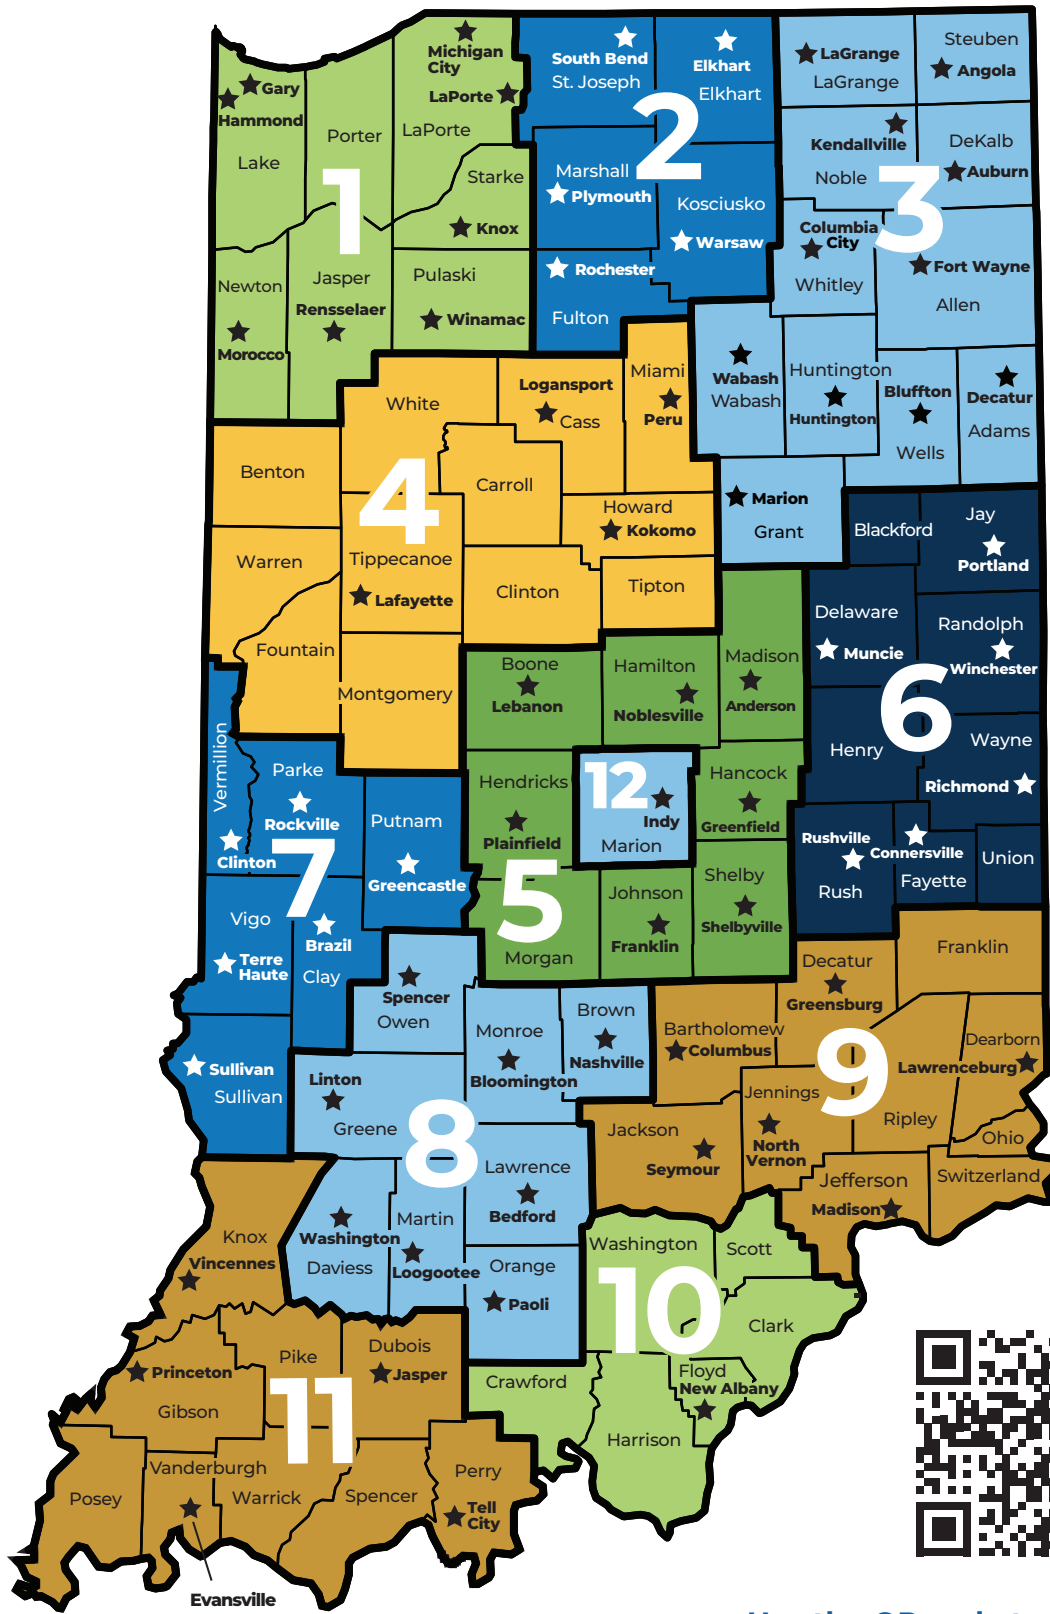 Michigan
City
South Bend
St. Joseph
Elkhart
Elkhart
LaGrange
LaGrange
Steuben
Angola
Gary
Hammond
Lake
Porter
LaPorte
LaPorte
Starke
Knox
1
2
Marshall
Plymouth
Kosciusko
Warsaw
Kendallville
Noble
DeKalb
Auburn
3
Columbia
City
Whitley
Fort Wayne
Allen
Newton
Morocco
Jasper
Rensselaer
Pulaski
Winamac
Rochester
Fulton
White
Logansport
Cass
Miami
Peru
Wabash
Wabash
Huntington
Huntington
Bluffton
Wells
Decatur
Adams
Benton
4
Carroll
Howard
Kokomo
Marion
Grant
Blackford
Jay
Portland
Warren
Tippecanoe
Lafayette
Clinton
Tipton
Delaware
Muncie
Randolph
Winchester
Fountain
Montgomery
Boone
Lebanon
Hamilton
Noblesville
Madison
Anderson
6
Henry
Wayne
Richmond
Vermillion
Clinton
Parke
Rockville
7
Putnam
Greencastle
Hendricks
Plainfield
5
12
Indy
Marion
Hancock
Greenfield
Rushville
Rush
Connersville
Fayette
Union
Vigo
Terre
Haute
Brazil
Clay
Morgan
Johnson
Franklin
Shelby
Shelbyville
Decatur
Greensburg
Franklin
Spencer
Owen
Monroe
Bloomington
Brown
Nashville
Bartholomew
Columbus
9
Dearborn
Lawrenceburg
Sullivan
Sullivan
Linton
Greene
8
Jackson
Seymour
Jennings
North
Vernon
Ripley
Ohio
Switzerland
Jefferson
Madison
Lawrence
Bedford
Knox
Vincennes
Washington
Daviess
Martin
Loogootee
Orange
Paoli
Washington
Scott
10
Clark
Princeton
Gibson
Pike
11
Dubois
Jasper
Crawford
Floyd
New Albany
Harrison
Posey
Vanderburgh
Warrick
Spencer
Perry
Tell
City
Evansville